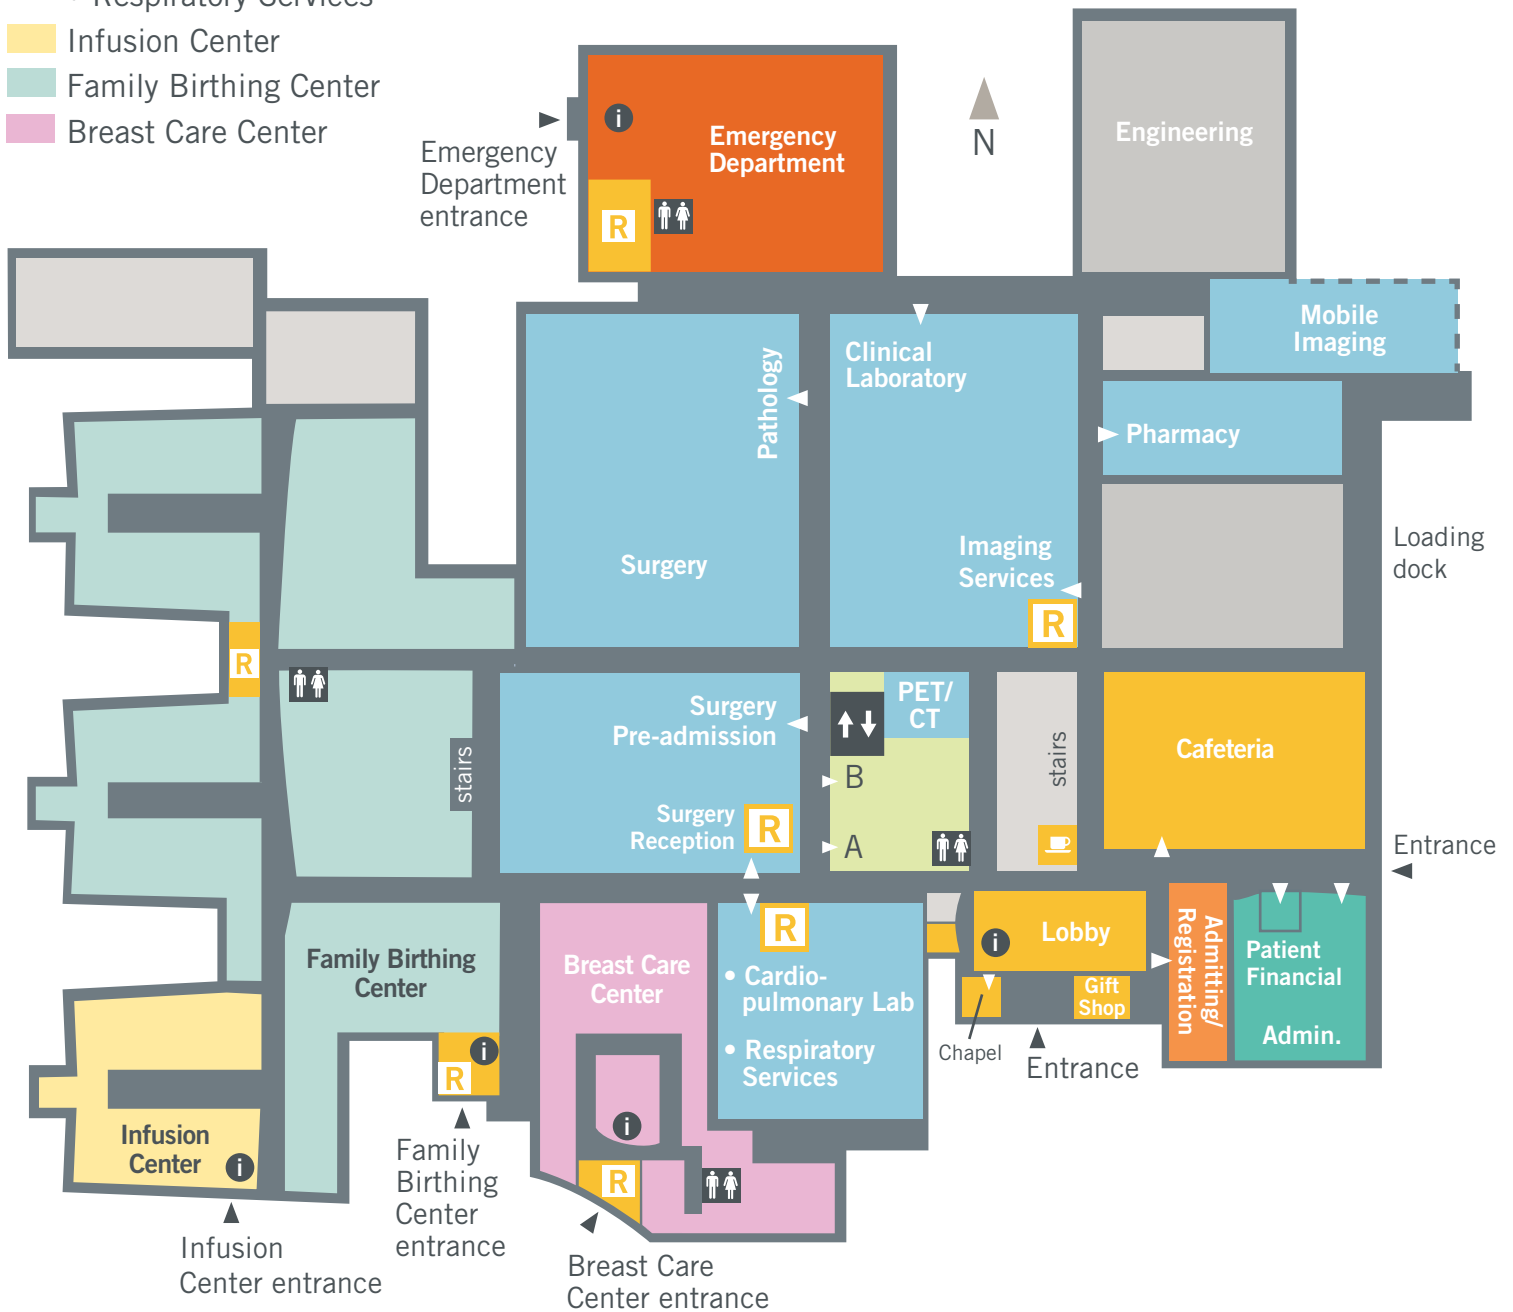 • Respiratory Services
Infusion Center
Family Birthing Center
Breast Care Center
Emergency
Department
entrance
i
Emergency
Department
R
N
Engineering
Mobile
Imaging
Pathology
Clinical
Laboratory
Pharmacy
Surgery
Imaging
Services
R
Loading
dock
R
stairs
Surgery
Pre-admission
Surgery
Reception
R
PET/
CT
B
A
stairs
Cafeteria
Entrance
Family Birthing
Center
i
R
Family
Birthing
Center
entrance
Breast Care
Center
i
R
Breast Care
Center entrance
R
• Cardio-
pulmonary Lab
• Respiratory
Services
i
Lobby
Gift
Shop
Chapel
Entrance
Admitting/
Registration
Patient
Financial
Admin.
Infusion
Center
i
Infusion
Center entrance